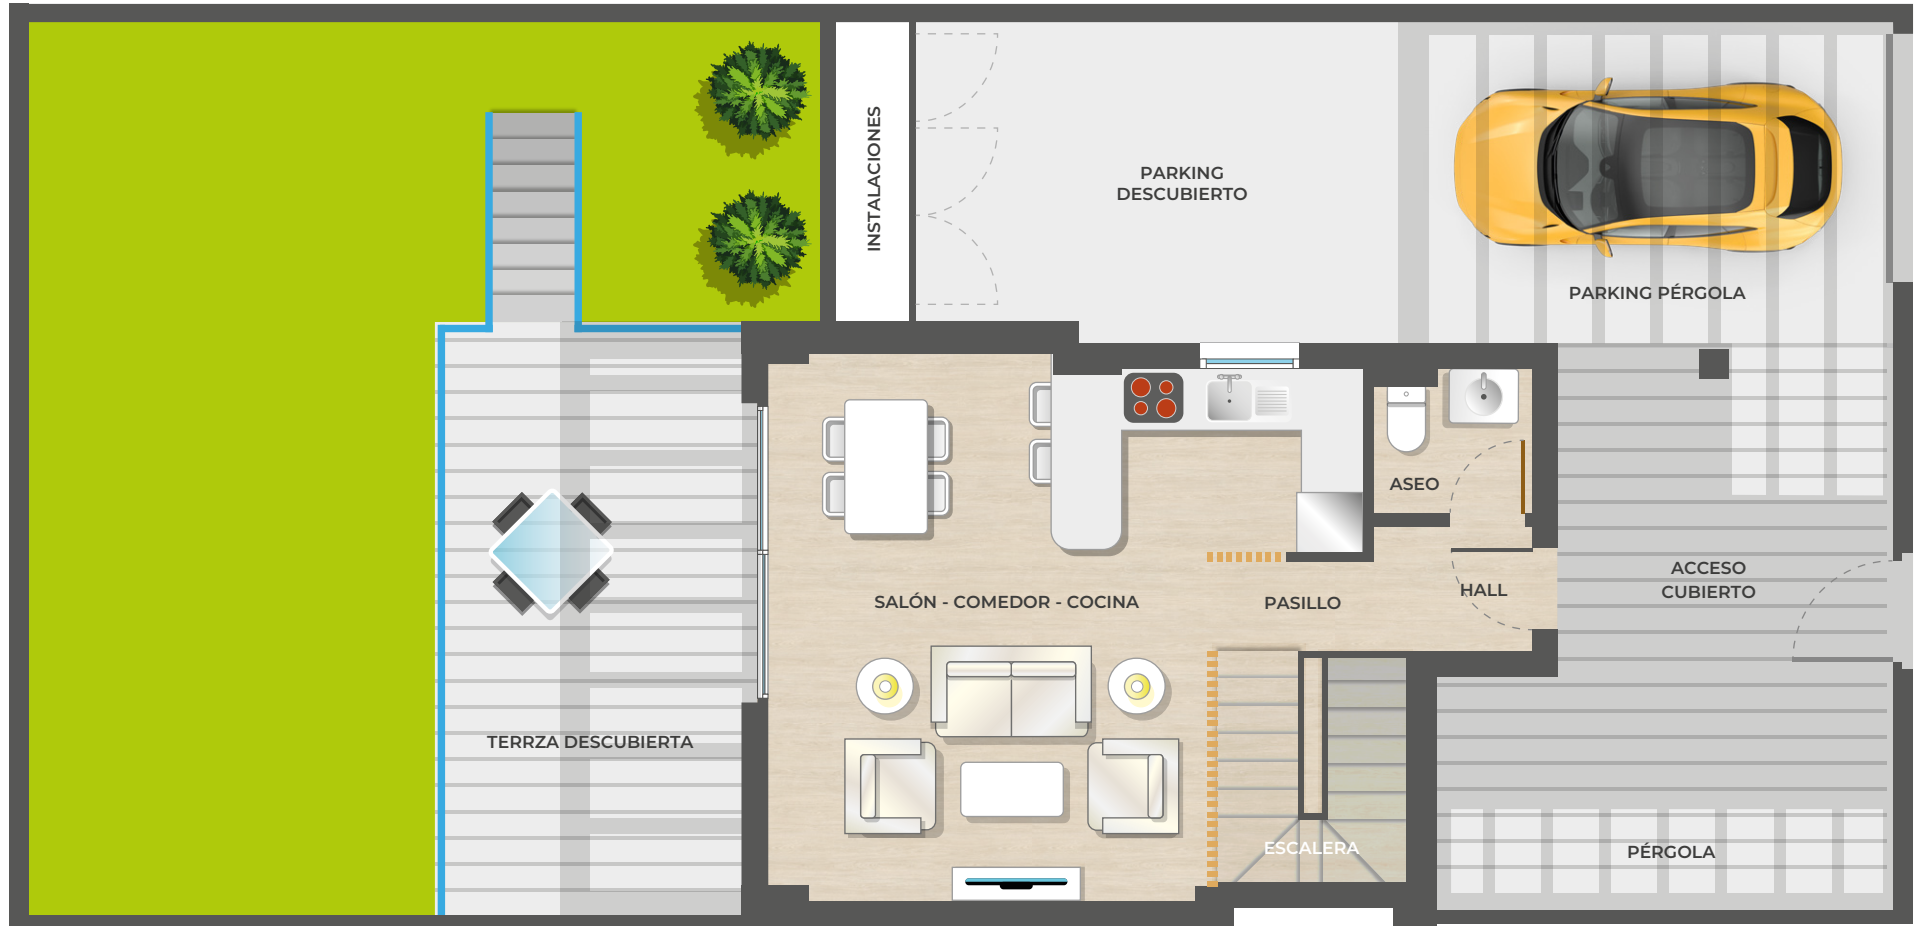 INSTALACIONES
PARKING
DESCUBIERTO
PARKING PÉRGOLA
ASEO
ACCESO
CUBIERTO
HALL
SALÓN - COMEDOR - COCINA
PASILLO
TERRZA DESCUBIERTA
ESCALERA
PÉRGOLA